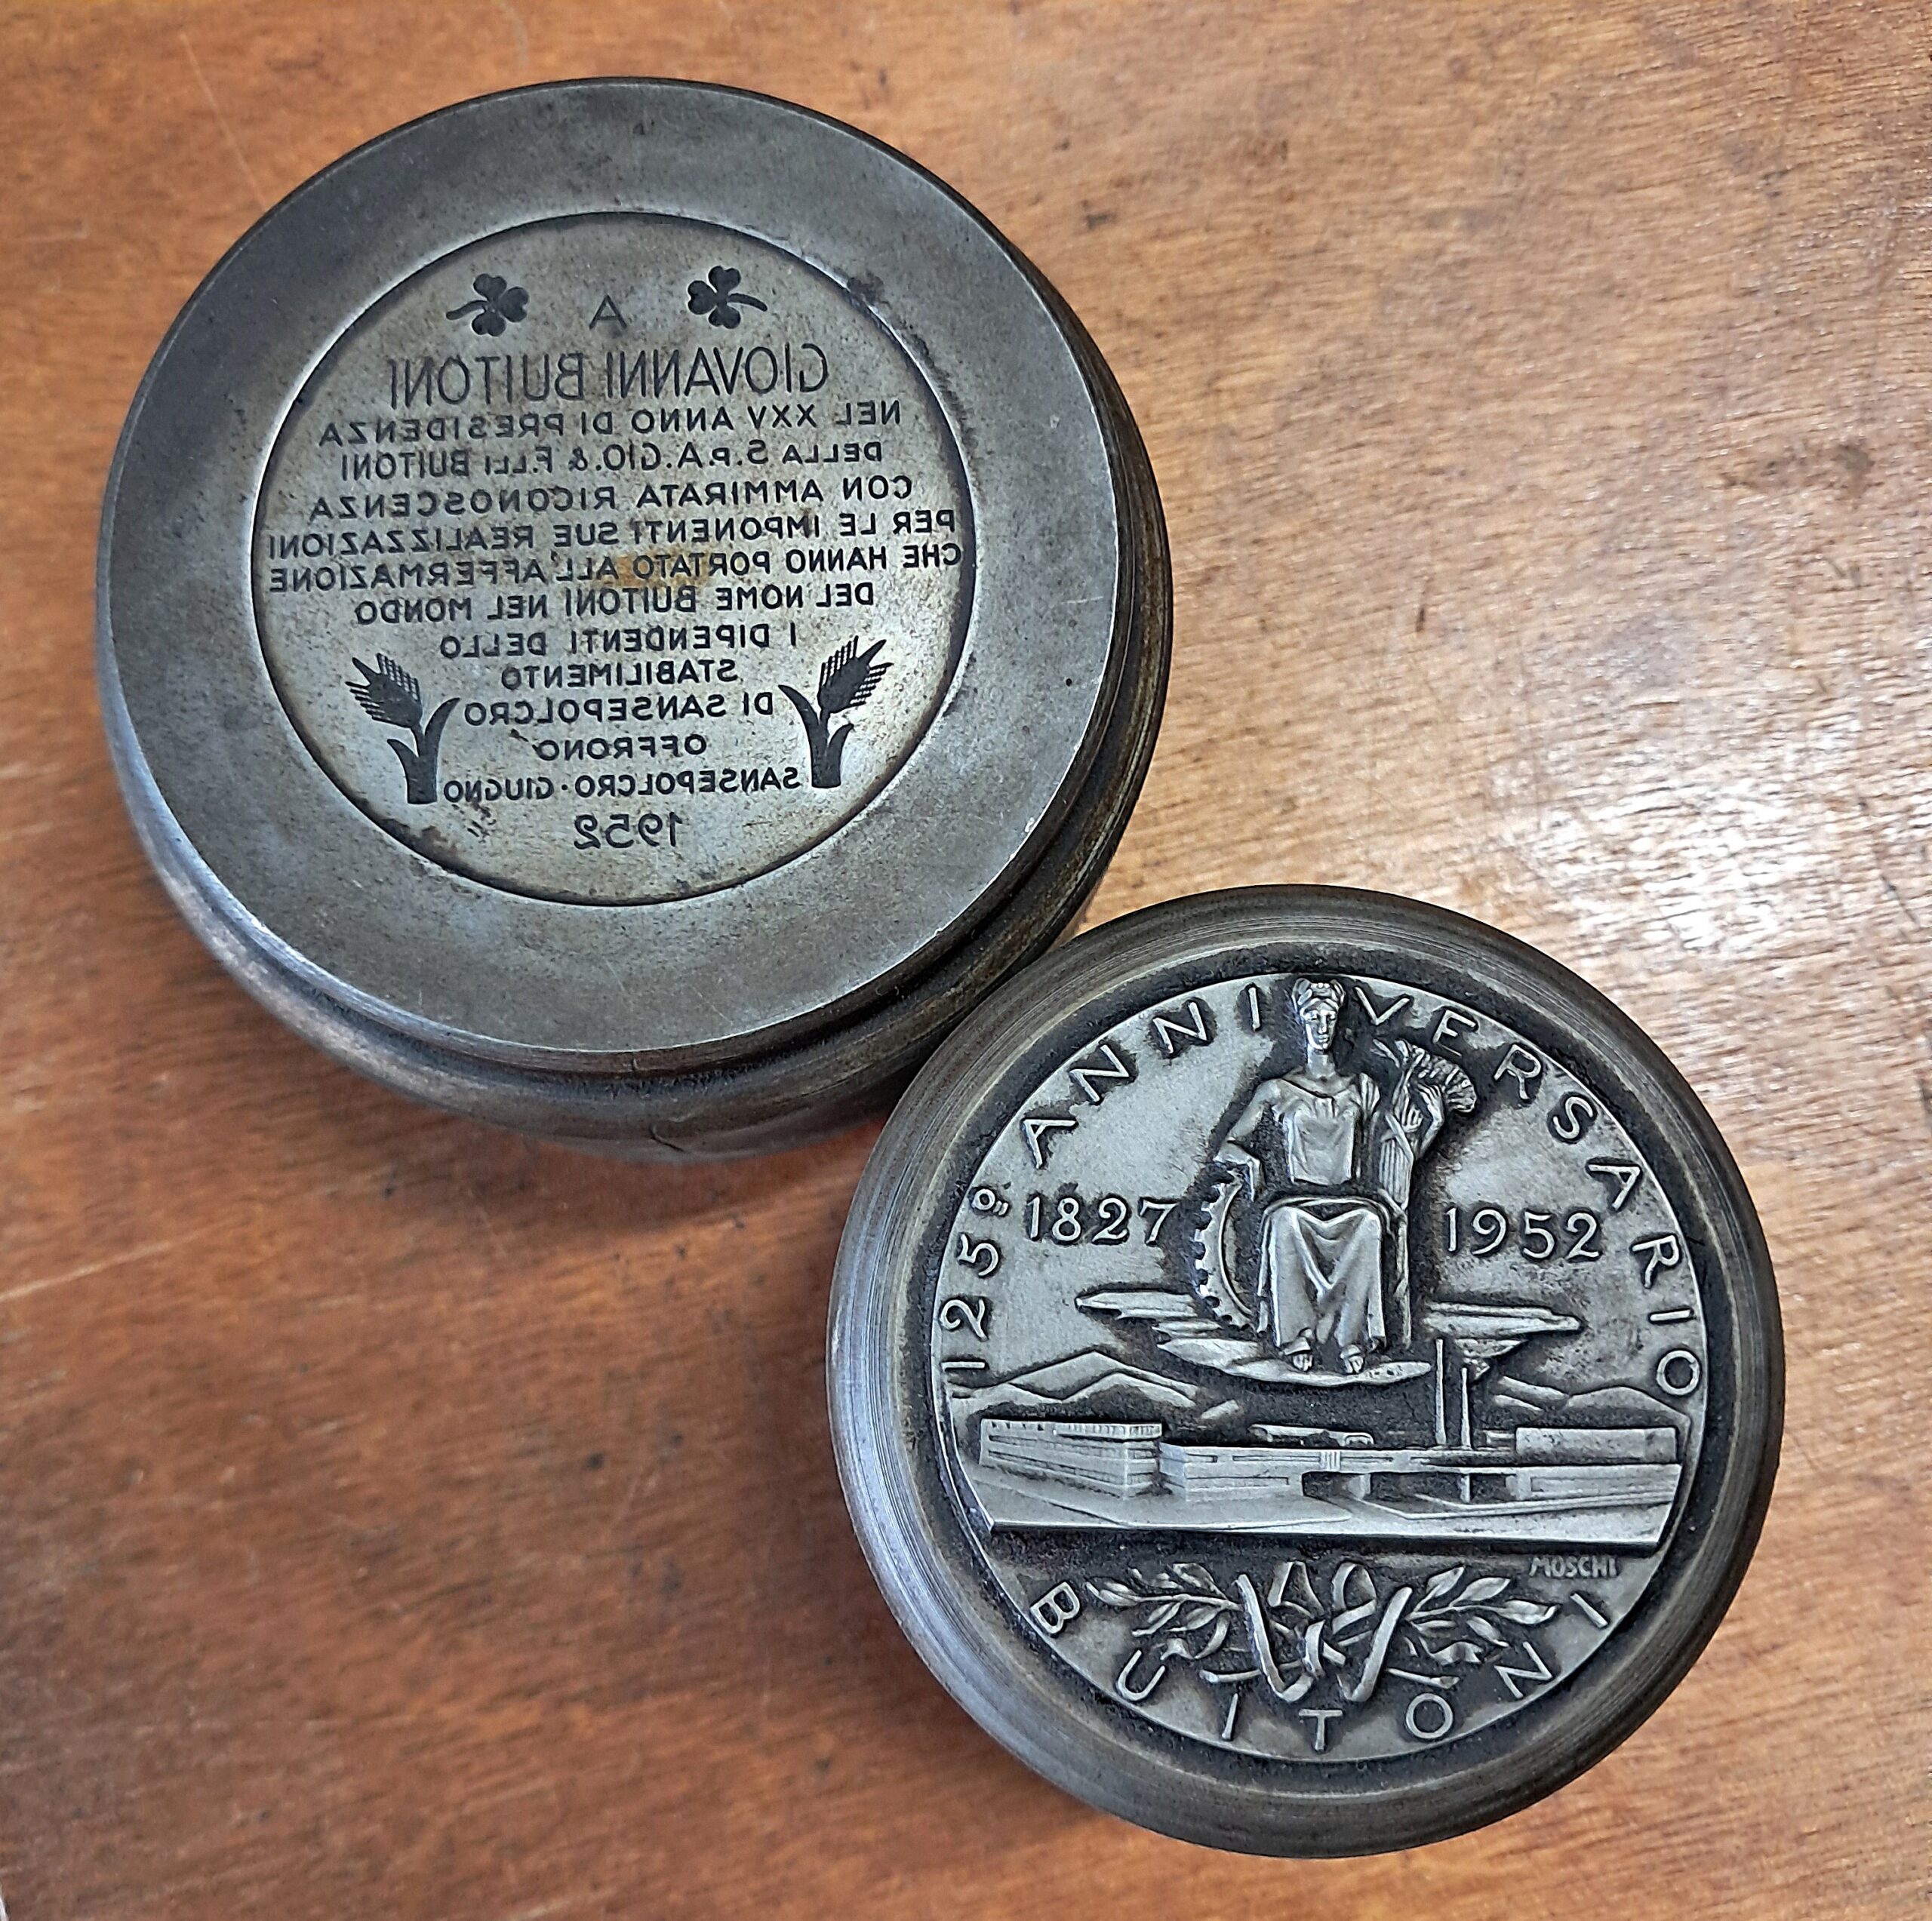 A
GIOVANNI BUITONI
NEL XXV ANNO DI PRESIDENZA
DELLA S.P.A. GIO. & F.LLI BUITONI
CON AMMIRATA RICONOSCENZA
PER LE IMPONENTI SUE REALIZZAZIONI
CHE HANNO PORTATO ALL'AFFERMAZIONE
DEL NOME BUITONI NEL MONDO
I DIPENDENTI DELLO
STABILIMENTO
DI SANSEPOLCRO
OFFRONO
SANSEPOLCRO·GIUGNO
1952
125º ANNIVERSARIO
1827 1952
MOSCHI
BUITONI